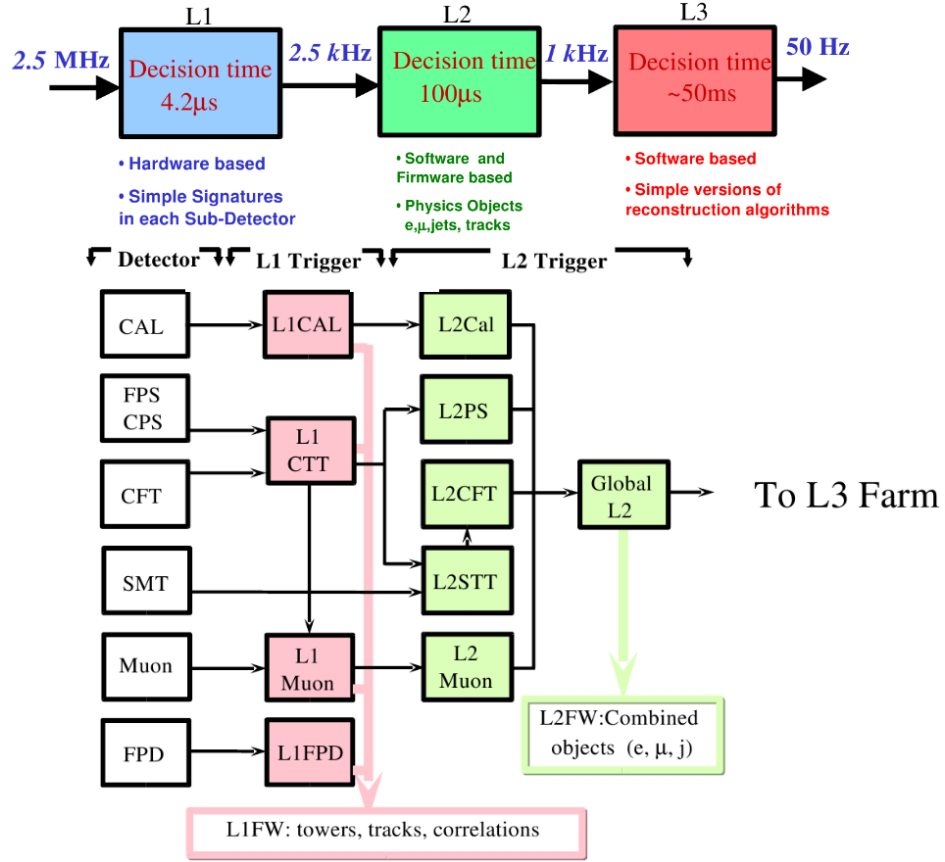 L1
L2
L3
2.5 MHz
2.5 kHz
1 kHz
50 Hz
Decision time
4.2μs
Decision time
100μs
Decision time
~50ms
• Hardware based
• Simple Signatures
in each Sub-Detector
• Software and
Firmware based
• Physics Objects
e,μ,jets, tracks
• Software based
• Simple versions of
reconstruction algorithms
Detector
L1 Trigger
L2 Trigger
CAL
L1CAL
L2Cal
FPS
CPS
L1
CTT
L2PS
CFT
L2CFT
Global
L2
To L3 Farm
SMT
L2STT
Muon
L1
Muon
L2
Muon
FPD
L1FPD
L2FW:Combined
objects (e, μ, j)
L1FW: towers, tracks, correlations